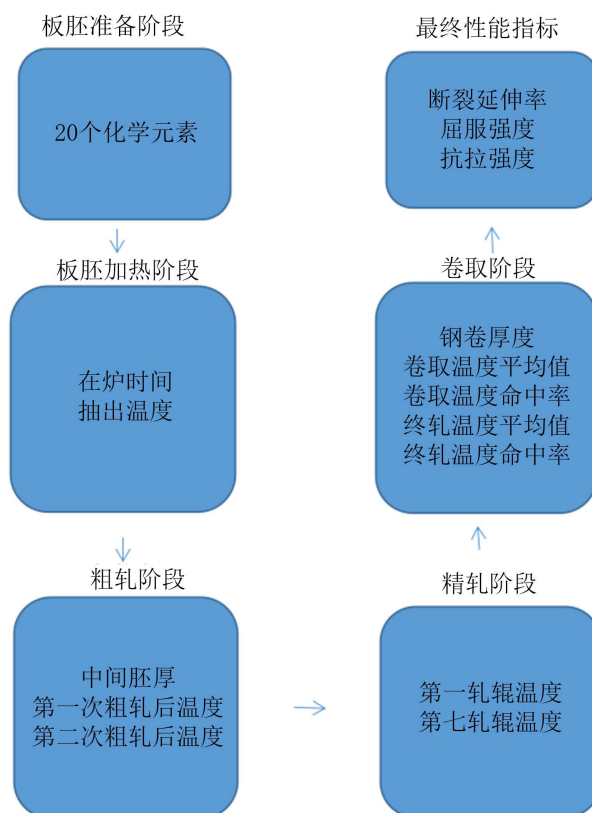 板胚准备阶段
20个化学元素
板胚加热阶段
在炉时间
抽出温度
粗轧阶段
中间胚厚
第一次粗轧后温度
第二次粗轧后温度
精轧阶段
第一轧辊温度
第七轧辊温度
卷取阶段
钢卷厚度
卷取温度平均值
卷取温度命中率
终轧温度平均值
终轧温度命中率
最终性能指标
断裂延伸率
屈服强度
抗拉强度